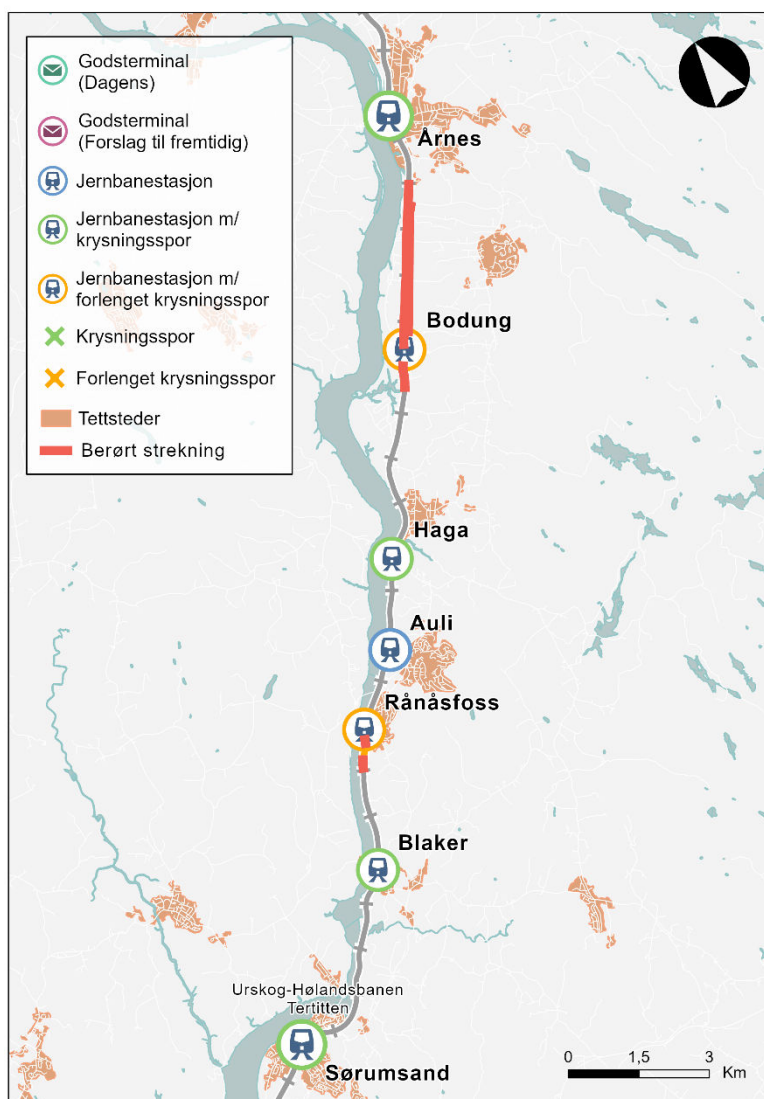 Godsterminal
(Dagens)
Godsterminal
(Forslag til fremtidig)
Jernbanestasjon
Jernbanestasjon m/
krysningsspor
Jernbanestasjon m/
forlenget krysningsspor
Krysningsspor
Forlenget krysningsspor
Tettsteder
Berørt strekning
Årnes
Bodung
Haga
Auli
Rånåsfoss
Blaker
Urskog-Hølandsbanen
Tertitten
Sørumsand
0 1,5 3
Km